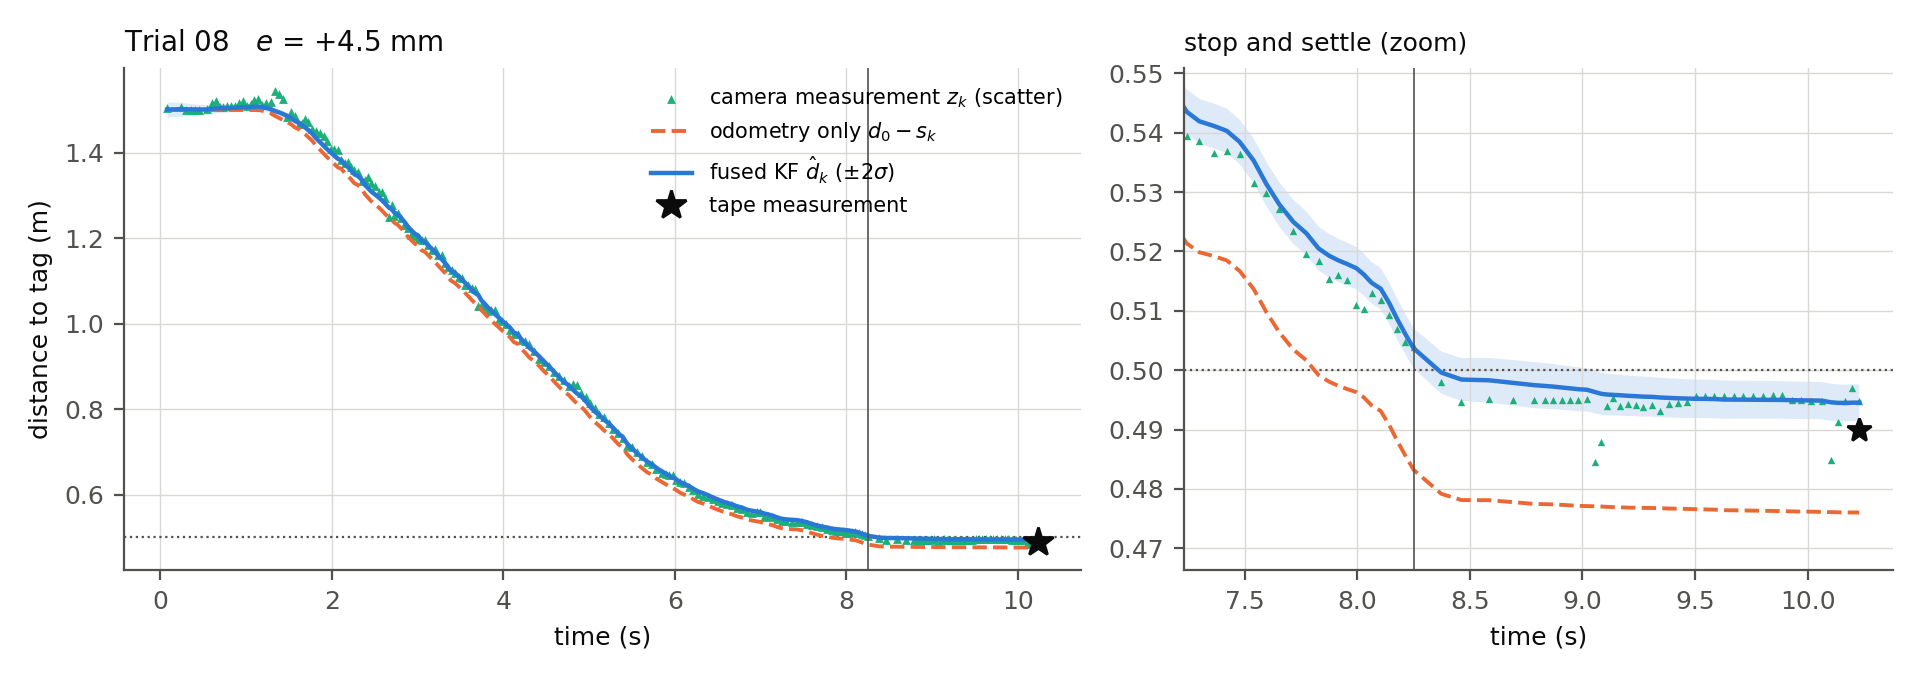 Trial 08 e = +4.5 mm
distance to tag (m)
1.4
1.2
1.0
0.8
0.6
0 2 4 6 8 10
time (s)
camera measurement z_k (scatter)
odometry only d_0 − s_k
fused KF d̂_k (±2σ)
tape measurement
stop and settle (zoom)
0.55
0.54
0.53
0.52
0.51
0.50
0.49
0.48
0.47
7.5 8.0 8.5 9.0 9.5 10.0
time (s)